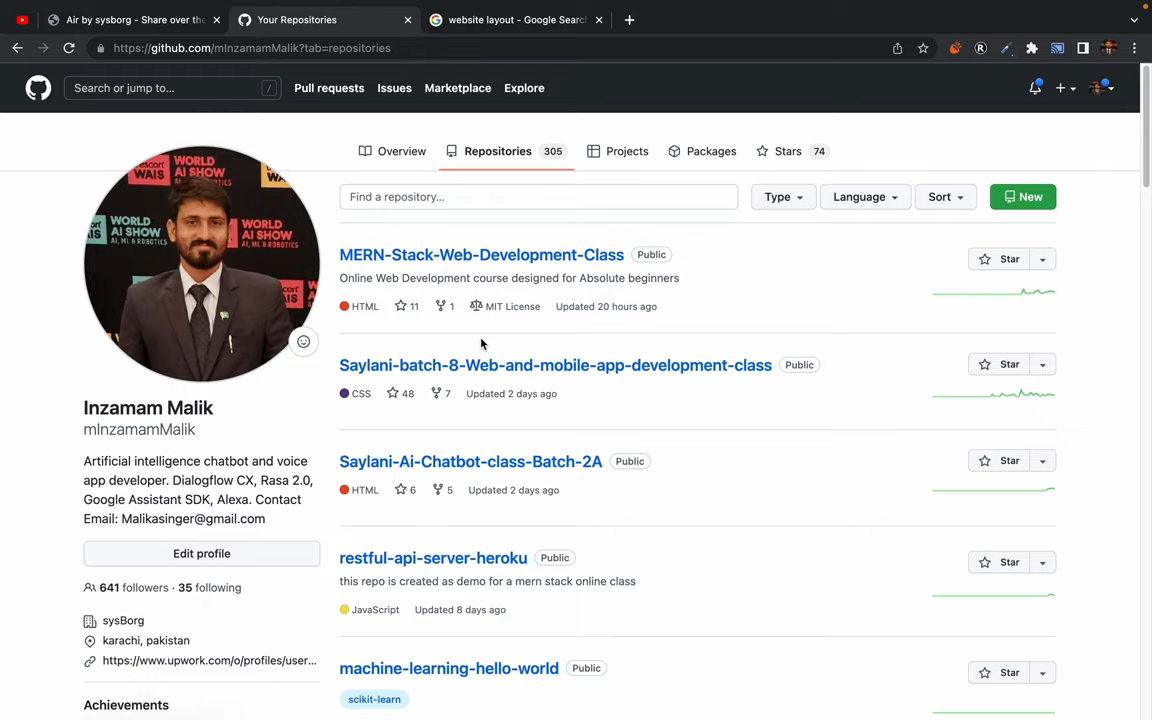 Air by sysborg - Share over the
Your Repositories
website layout - Google Searc
https://github.com/mInzamamMalik?tab=repositories
Search or jump to...
/
Pull requests
Issues
Marketplace
Explore
Overview
Repositories 305
Projects
Packages
Stars 74
Find a repository...
Type
Language
Sort
New
MERN-Stack-Web-Development-Class Public
Online Web Development course designed for Absolute beginners
HTML 11 1 MIT License Updated 20 hours ago
Star
Saylani-batch-8-Web-and-mobile-app-development-class Public
CSS 48 7 Updated 2 days ago
Star
Saylani-Ai-Chatbot-class-Batch-2A Public
HTML 6 5 Updated 2 days ago
Star
restful-api-server-heroku Public
this repo is created as demo for a mern stack online class
JavaScript Updated 8 days ago
Star
machine-learning-hello-world Public
scikit-learn
Star
WORLD
AI SHOW
AI, ML & ROBOTICS
Inzamam Malik
mInzamamMalik
Artificial intelligence chatbot and voice
app developer. Dialogflow CX, Rasa 2.0,
Google Assistant SDK, Alexa. Contact
Email: Malikasinger@gmail.com
Edit profile
641 followers · 35 following
sysBorg
karachi, pakistan
https://www.upwork.com/o/profiles/user...
Achievements